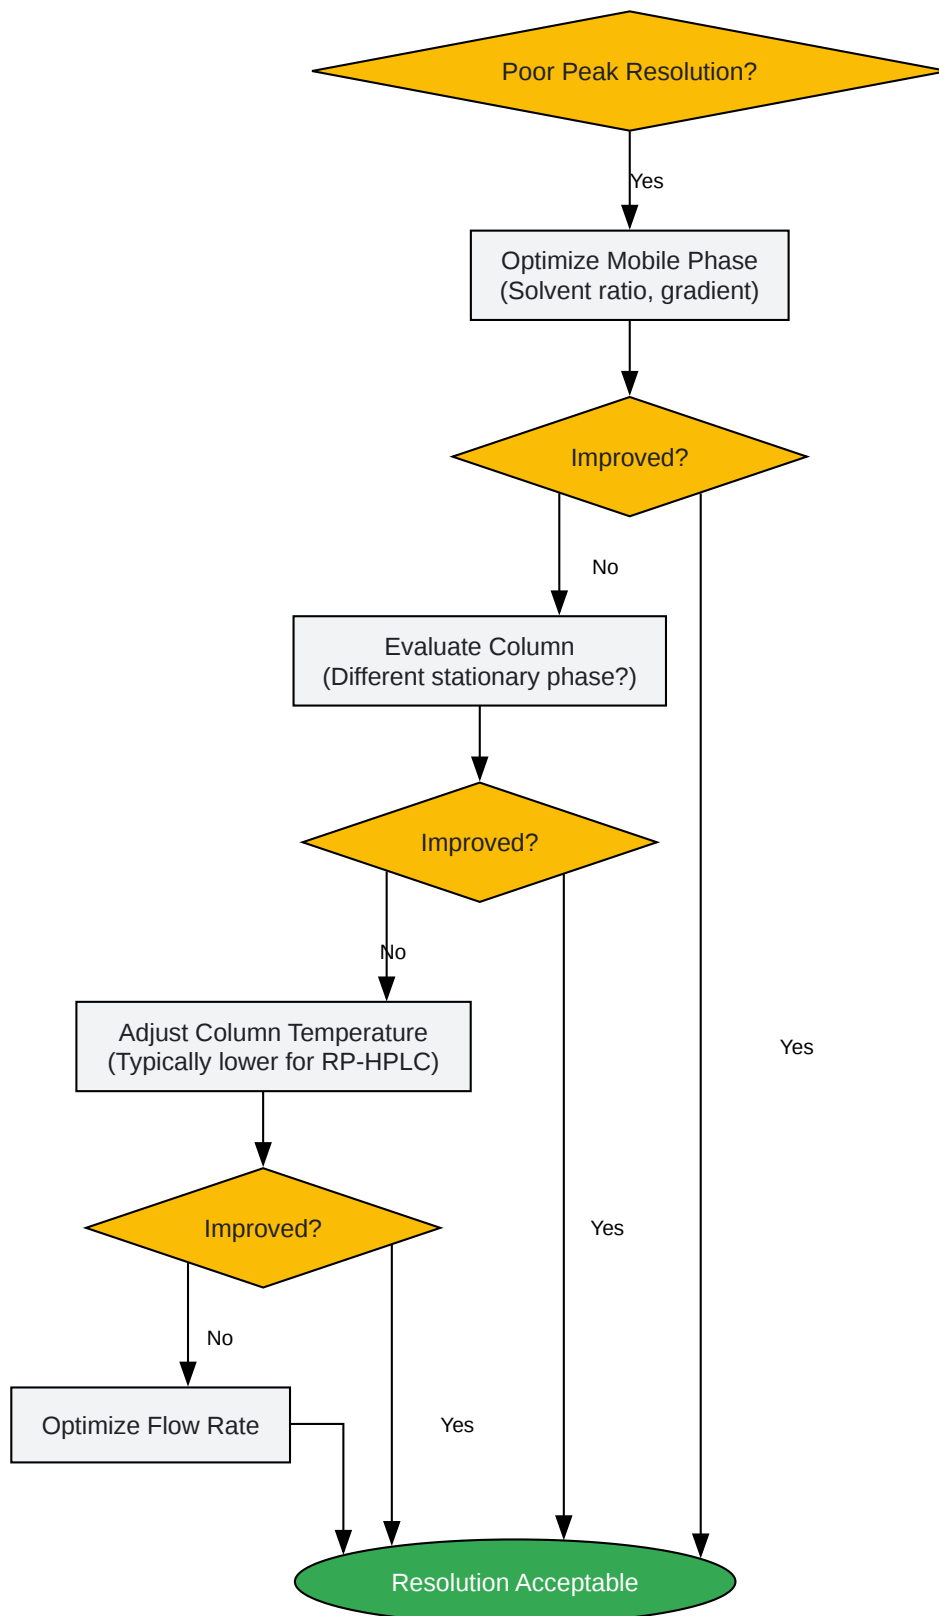 Poor Peak Resolution?
Yes
Optimize Mobile Phase
(Solvent ratio, gradient)
Improved?
No
Evaluate Column
(Different stationary phase?)
Improved?
No
Adjust Column Temperature
(Typically lower for RP-HPLC)
Yes
Improved?
Yes
No
Optimize Flow Rate
Yes
Resolution Acceptable